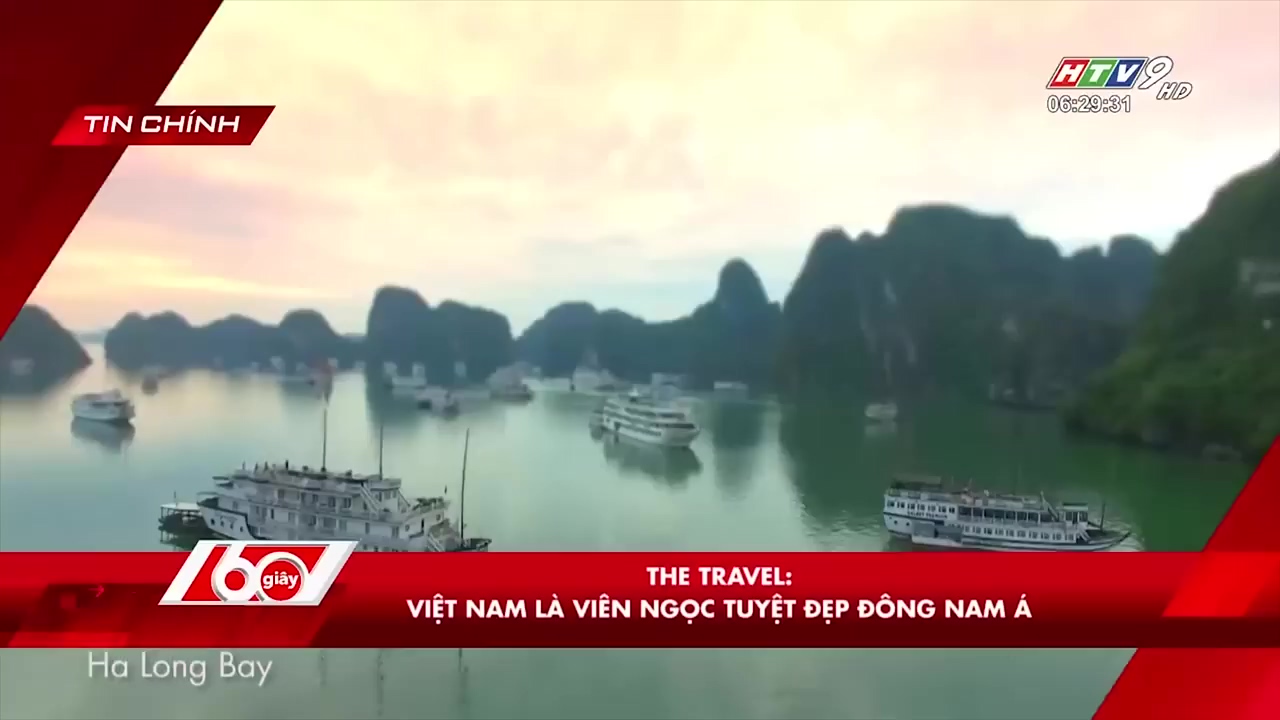 TIN CHÍNH
HTV9 HD
06:29:31
60 giây
THE TRAVEL:
VIỆT NAM LÀ VIÊN NGỌC TUYỆT ĐẸP ĐÔNG NAM Á
Ha Long Bay